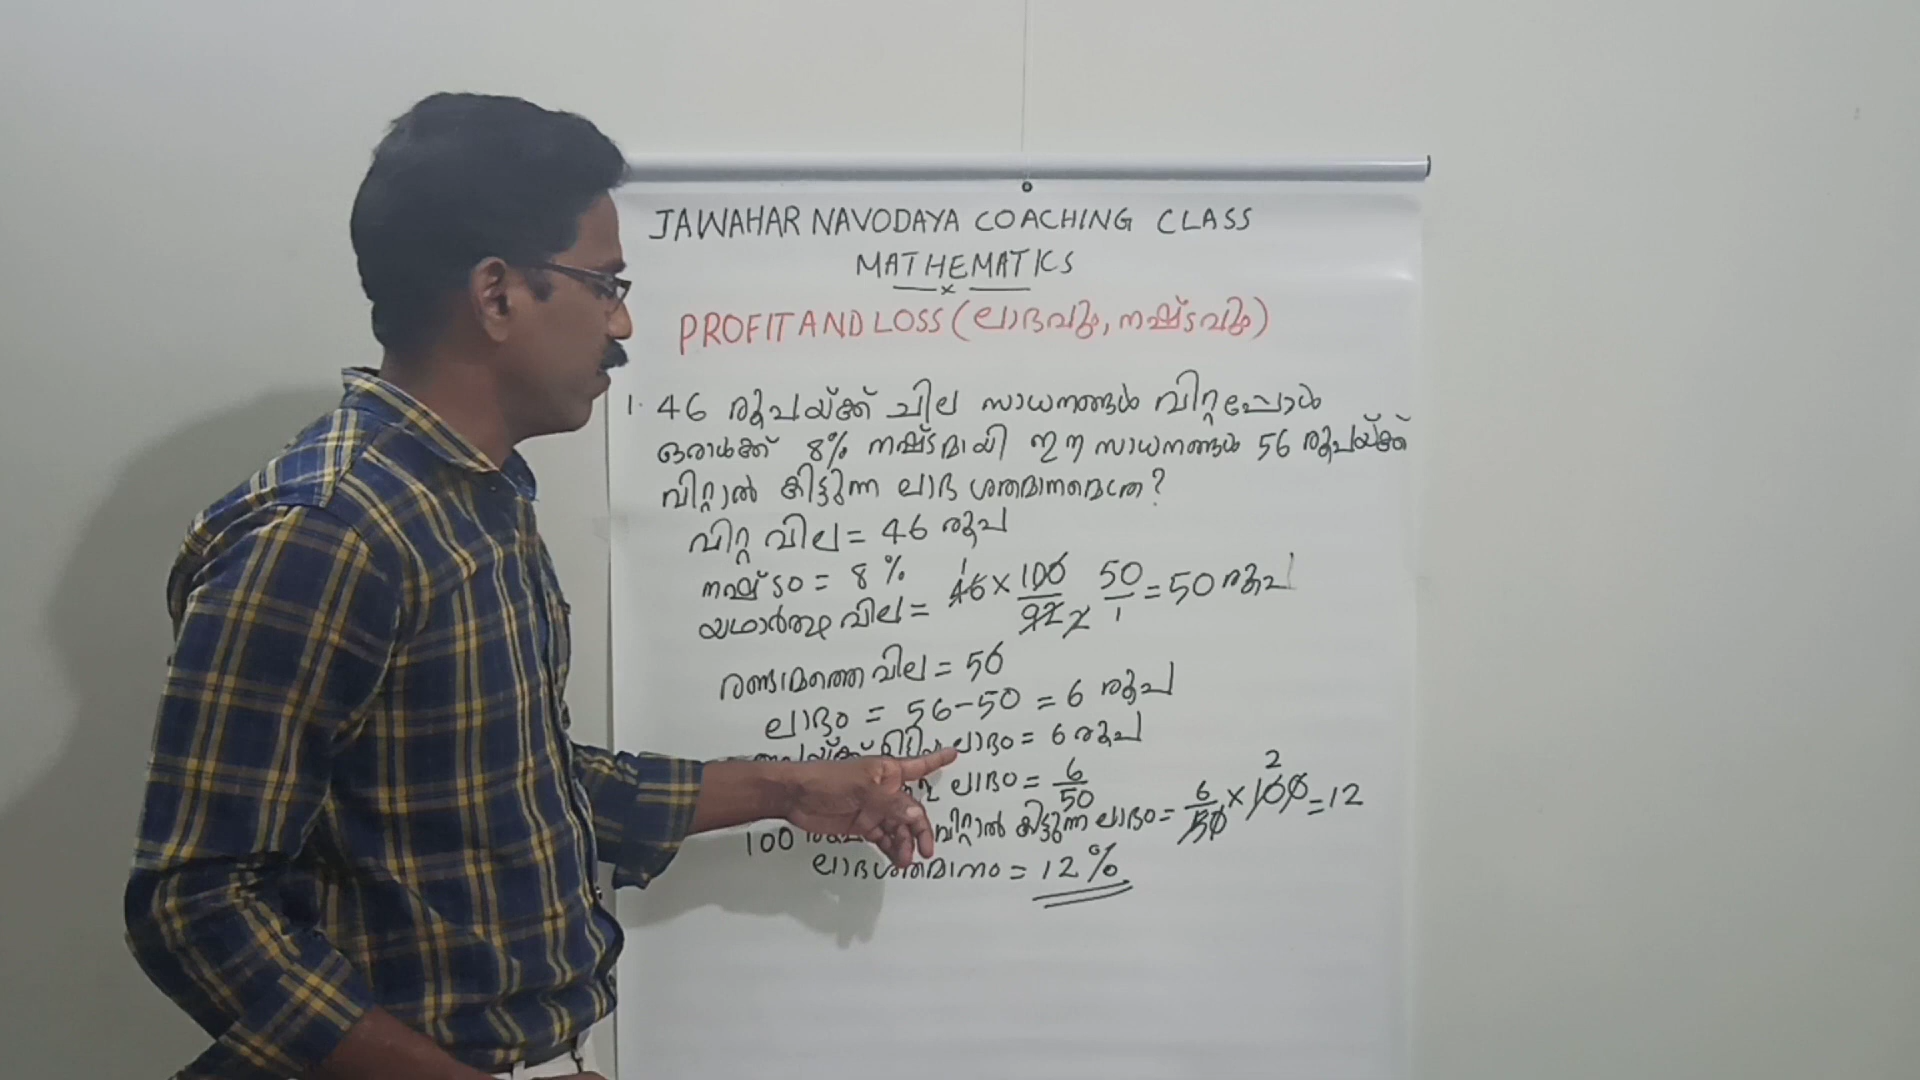 JAWAHAR NAVODAYA COACHING CLASS
MATHEMATICS
PROFIT AND LOSS (ലാഭവും, നഷ്ടവും)
1. 46 രൂപയ്ക്ക് ചില സാധനങ്ങൾ വിറ്റപ്പോൾ
ഒരാൾക്ക് 8% നഷ്ടമായി ഈ സാധനങ്ങൾ 56 രൂപയ്ക്ക്
വിറ്റാൽ കിട്ടുന്ന ലാഭ ശതമാനമെത്ര?
വിറ്റ വില = 46 രൂപ
നഷ്ടം = 8 %
യഥാർത്ഥ വില = 46 × 100/92 50/1 = 50 രൂപ
രണ്ടാമത്തെ വില = 56
ലാഭം = 56 - 50 = 6 രൂപ
ലാഭം = 6 രൂപ
ലാഭം = 6/50
100 വിറ്റാൽ കിട്ടുന്ന ലാഭം = 6/50 × 100 = 12
ലാഭശതമാനം = 12 %